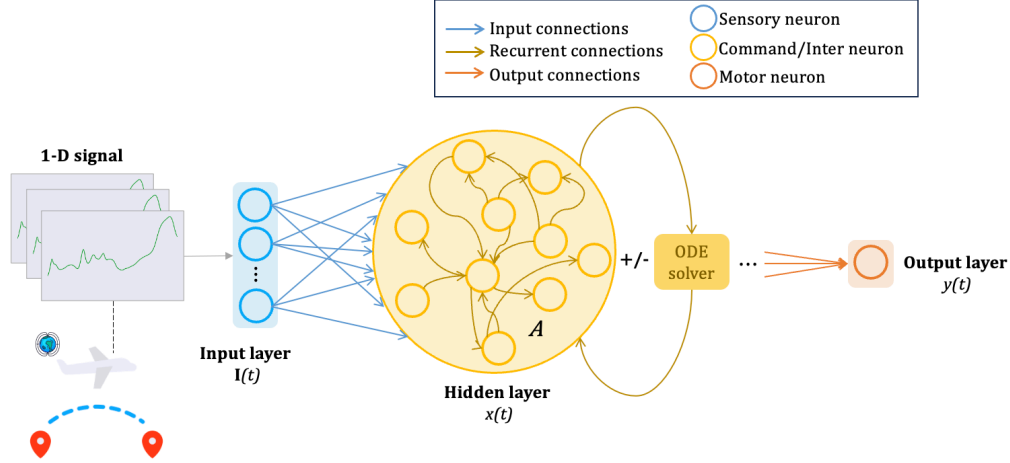 Input connections
Recurrent connections
Output connections
Sensory neuron
Command/Inter neuron
Motor neuron
1-D signal
Input layer
I(t)
A
Hidden layer
x(t)
+/-
ODE
solver
...
Output layer
y(t)